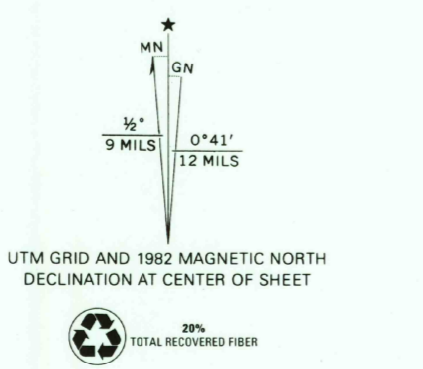 MN
GN
½°
9 MILS
0°41′
12 MILS
UTM GRID AND 1982 MAGNETIC NORTH
DECLINATION AT CENTER OF SHEET
20%
TOTAL RECOVERED FIBER